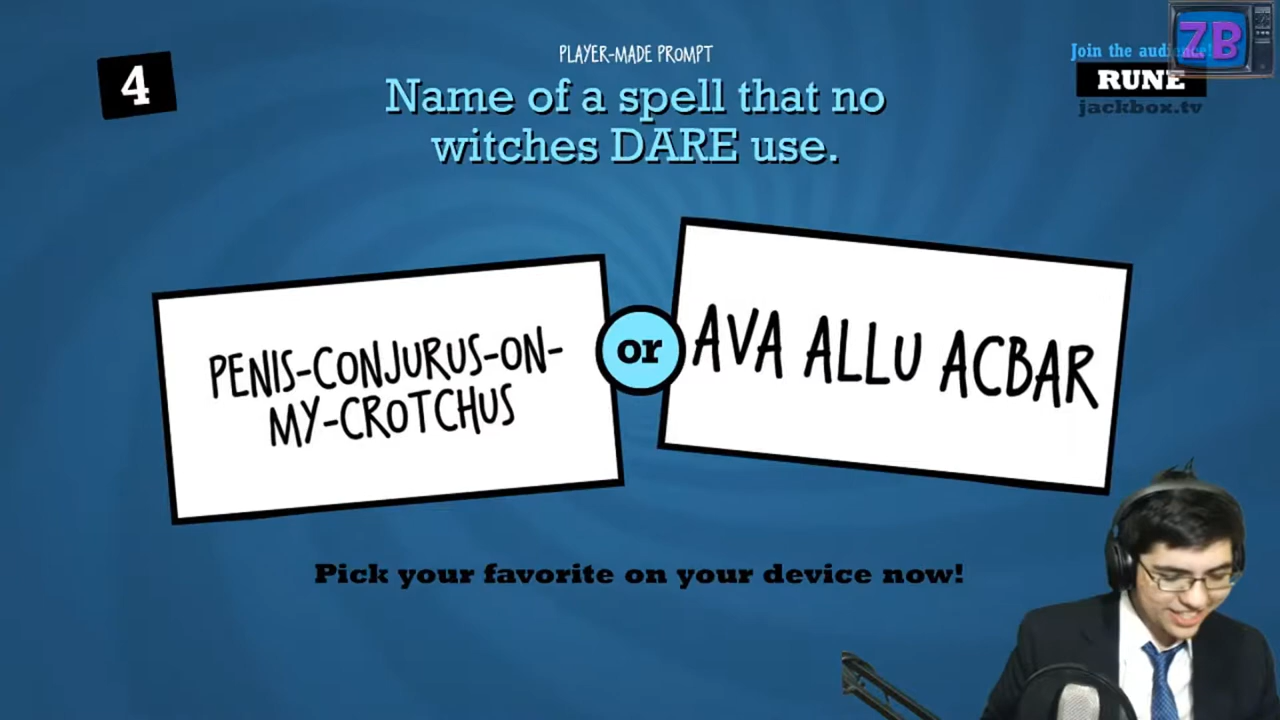 4
PLAYER-MADE PROMPT
Name of a spell that no
witches DARE use.
Join the audience!
ZB
RUNE
jackbox.tv
PENIS-CONJURUS-ON-
MY-CROTCHUS
or
AVA ALLU ACBAR
Pick your favorite on your device now!